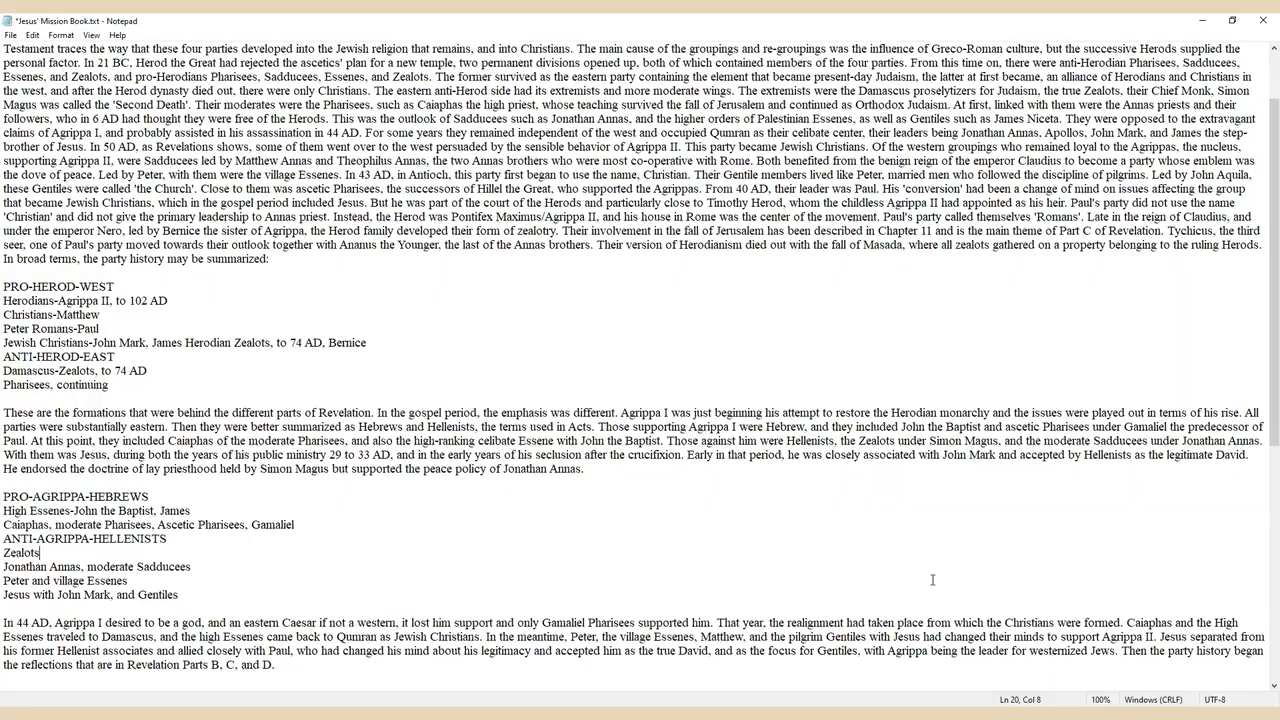 *Jesus' Mission Book.txt - Notepad
File Edit Format View Help
Testament traces the way that these four parties developed into the Jewish religion that remains, and into Christians. The main cause of the groupings and re-groupings was the influence of Greco-Roman culture, but the successive Herods supplied the
personal factor. In 21 BC, Herod the Great had rejected the ascetics' plan for a new temple, two permanent divisions opened up, both of which contained members of the four parties. From this time on, there were anti-Herodian Pharisees, Sadducees,
Essenes, and Zealots, and pro-Herodians Pharisees, Sadducees, Essenes, and Zealots. The former survived as the eastern party containing the element that became present-day Judaism, the latter at first became, an alliance of Herodians and Christians in
the west, and after the Herod dynasty died out, there were only Christians. The eastern anti-Herod side had its extremists and more moderate wings. The extremists were the Damascus proselytizers for Judaism, the true Zealots, their Chief Monk, Simon
Magus was called the 'Second Death'. Their moderates were the Pharisees, such as Caiaphas the high priest, whose teaching survived the fall of Jerusalem and continued as Orthodox Judaism. At first, linked with them were the Annas priests and their
followers, who in 6 AD had thought they were free of the Herods. This was the outlook of Sadducees such as Jonathan Annas, and the higher orders of Palestinian Essenes, as well as Gentiles such as James Niceta. They were opposed to the extravagant
claims of Agrippa I, and probably assisted in his assassination in 44 AD. For some years they remained independent of the west and occupied Qumran as their celibate center, their leaders being Jonathan Annas, Apollos, John Mark, and James the step-
brother of Jesus. In 50 AD, as Revelations shows, some of them went over to the west persuaded by the sensible behavior of Agrippa II. This party became Jewish Christians. Of the western groupings who remained loyal to the Agrippas, the nucleus,
supporting Agrippa II, were Sadducees led by Matthew Annas and Theophilus Annas, the two Annas brothers who were most co-operative with Rome. Both benefited from the benign reign of the emperor Claudius to become a party whose emblem was
the dove of peace. Led by Peter, with them were the village Essenes. In 43 AD, in Antioch, this party first began to use the name, Christian. Their Gentile members lived like Peter, married men who followed the discipline of pilgrims. Led by John Aquila,
these Gentiles were called 'the Church'. Close to them was ascetic Pharisees, the successors of Hillel the Great, who supported the Agrippas. From 40 AD, their leader was Paul. His 'conversion' had been a change of mind on issues affecting the group
that became Jewish Christians, which in the gospel period included Jesus. But he was part of the court of the Herods and particularly close to Timothy Herod, whom the childless Agrippa II had appointed as his heir. Paul's party did not use the name
'Christian' and did not give the primary leadership to Annas priest. Instead, the Herod was Pontifex Maximus/Agrippa II, and his house in Rome was the center of the movement. Paul's party called themselves 'Romans'. Late in the reign of Claudius, and
under the emperor Nero, led by Bernice the sister of Agrippa, the Herod family developed their form of zealotry. Their involvement in the fall of Jerusalem has been described in Chapter 11 and is the main theme of Part C of Revelation. Tychicus, the third
seer, one of Paul's party moved towards their outlook together with Ananus the Younger, the last of the Annas brothers. Their version of Herodianism died out with the fall of Masada, where all zealots gathered on a property belonging to the ruling Herods.
In broad terms, the party history may be summarized:
PRO-HEROD-WEST
Herodians-Agrippa II, to 102 AD
Christians-Matthew
Peter Romans-Paul
Jewish Christians-John Mark, James Herodian Zealots, to 74 AD, Bernice
ANTI-HEROD-EAST
Damascus-Zealots, to 74 AD
Pharisees, continuing
These are the formations that were behind the different parts of Revelation. In the gospel period, the emphasis was different. Agrippa I was just beginning his attempt to restore the Herodian monarchy and the issues were played out in terms of his rise. All
parties were substantially eastern. Then they were better summarized as Hebrews and Hellenists, the terms used in Acts. Those supporting Agrippa I were Hebrew, and they included John the Baptist and ascetic Pharisees under Gamaliel the predecessor of
Paul. At this point, they included Caiaphas of the moderate Pharisees, and also the high-ranking celibate Essene with John the Baptist. Those against him were Hellenists, the Zealots under Simon Magus, and the moderate Sadducees under Jonathan Annas.
With them was Jesus, during both the years of his public ministry 29 to 33 AD, and in the early years of his seclusion after the crucifixion. Early in that period, he was closely associated with John Mark and accepted by Hellenists as the legitimate David.
He endorsed the doctrine of lay priesthood held by Simon Magus but supported the peace policy of Jonathan Annas.
PRO-AGRIPPA-HEBREWS
High Essenes-John the Baptist, James
Caiaphas, moderate Pharisees, Ascetic Pharisees, Gamaliel
ANTI-AGRIPPA-HELLENISTS
Zealots
Jonathan Annas, moderate Sadducees
Peter and village Essenes
Jesus with John Mark, and Gentiles
In 44 AD, Agrippa I desired to be a god, and an eastern Caesar if not a western, it lost him support and only Gamaliel Pharisees supported him. That year, the realignment had taken place from which the Christians were formed. Caiaphas and the High
Essenes traveled to Damascus, and the high Essenes came back to Qumran as Jewish Christians. In the meantime, Peter, the village Essenes, Matthew, and the pilgrim Gentiles with Jesus had changed their minds to support Agrippa II. Jesus separated from
his former Hellenist associates and allied closely with Paul, who had changed his mind about his legitimacy and accepted him as the true David, and as the focus for Gentiles, with Agrippa being the leader for westernized Jews. Then the party history began
the reflections that are in Revelation Parts B, C, and D.
Ln 20, Col 8 100% Windows (CRLF) UTF-8